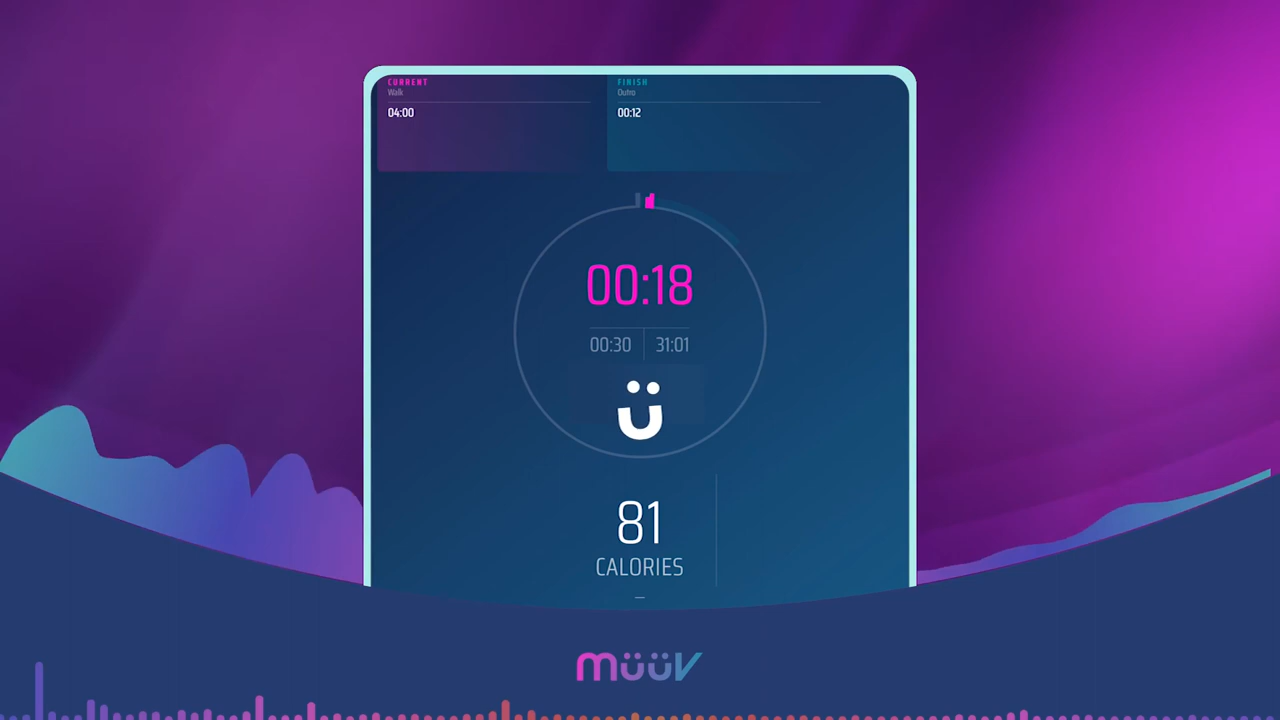 CURRENT
Walk
04:00
FINISH
Outro
00:12
00:18
00:30 31:01
ü
81
CALORIES
müüv